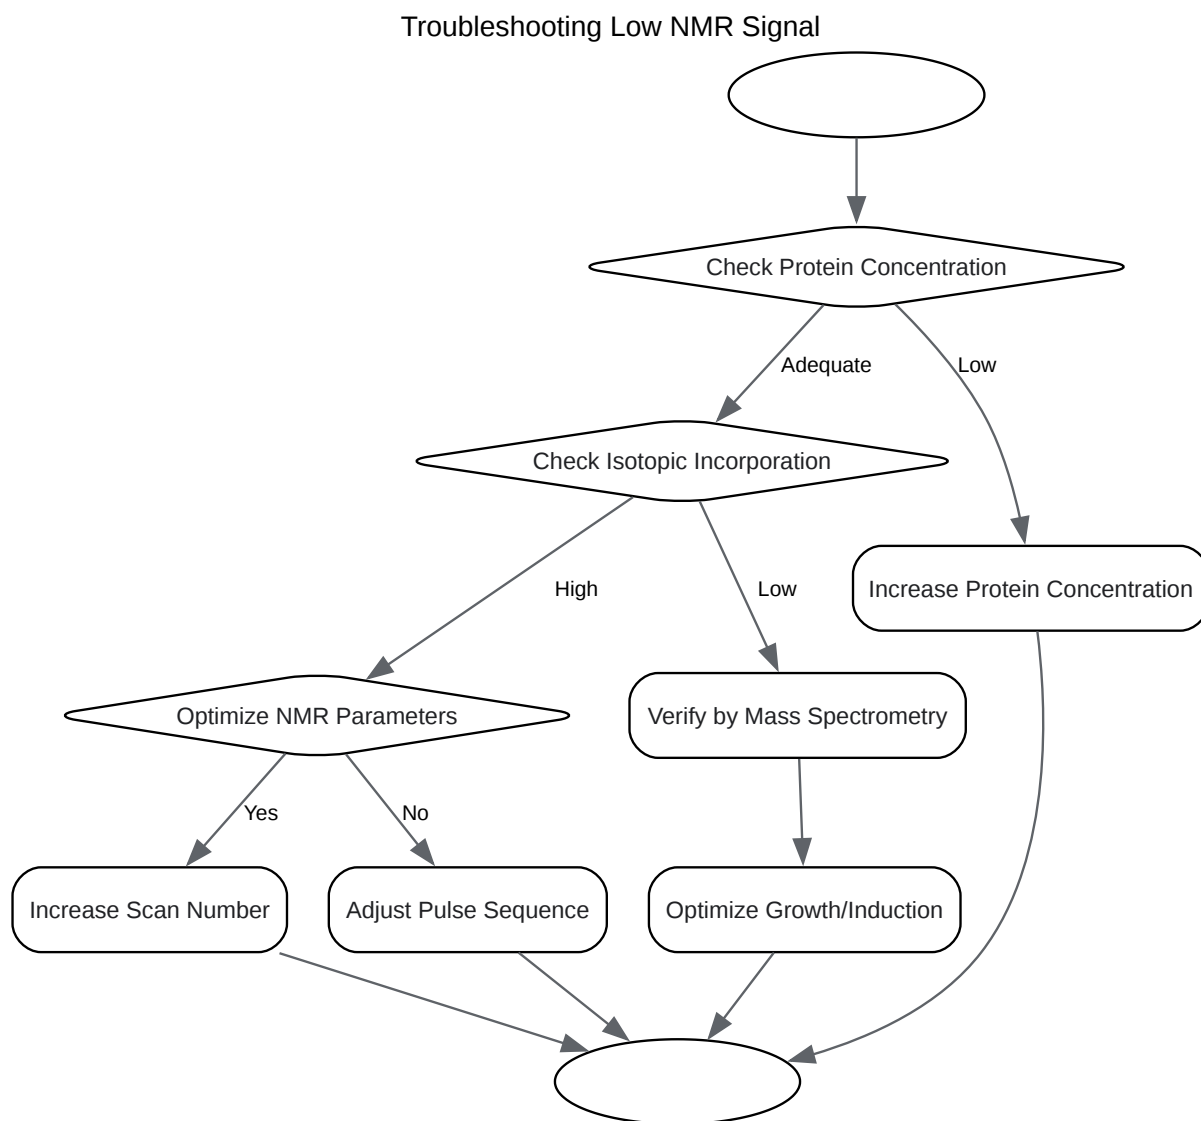 Troubleshooting Low NMR Signal
Check Protein Concentration
Adequate
Low
Check Isotopic Incorporation
High
Low
Increase Protein Concentration
Optimize NMR Parameters
Verify by Mass Spectrometry
Yes
No
Increase Scan Number
Adjust Pulse Sequence
Optimize Growth/Induction